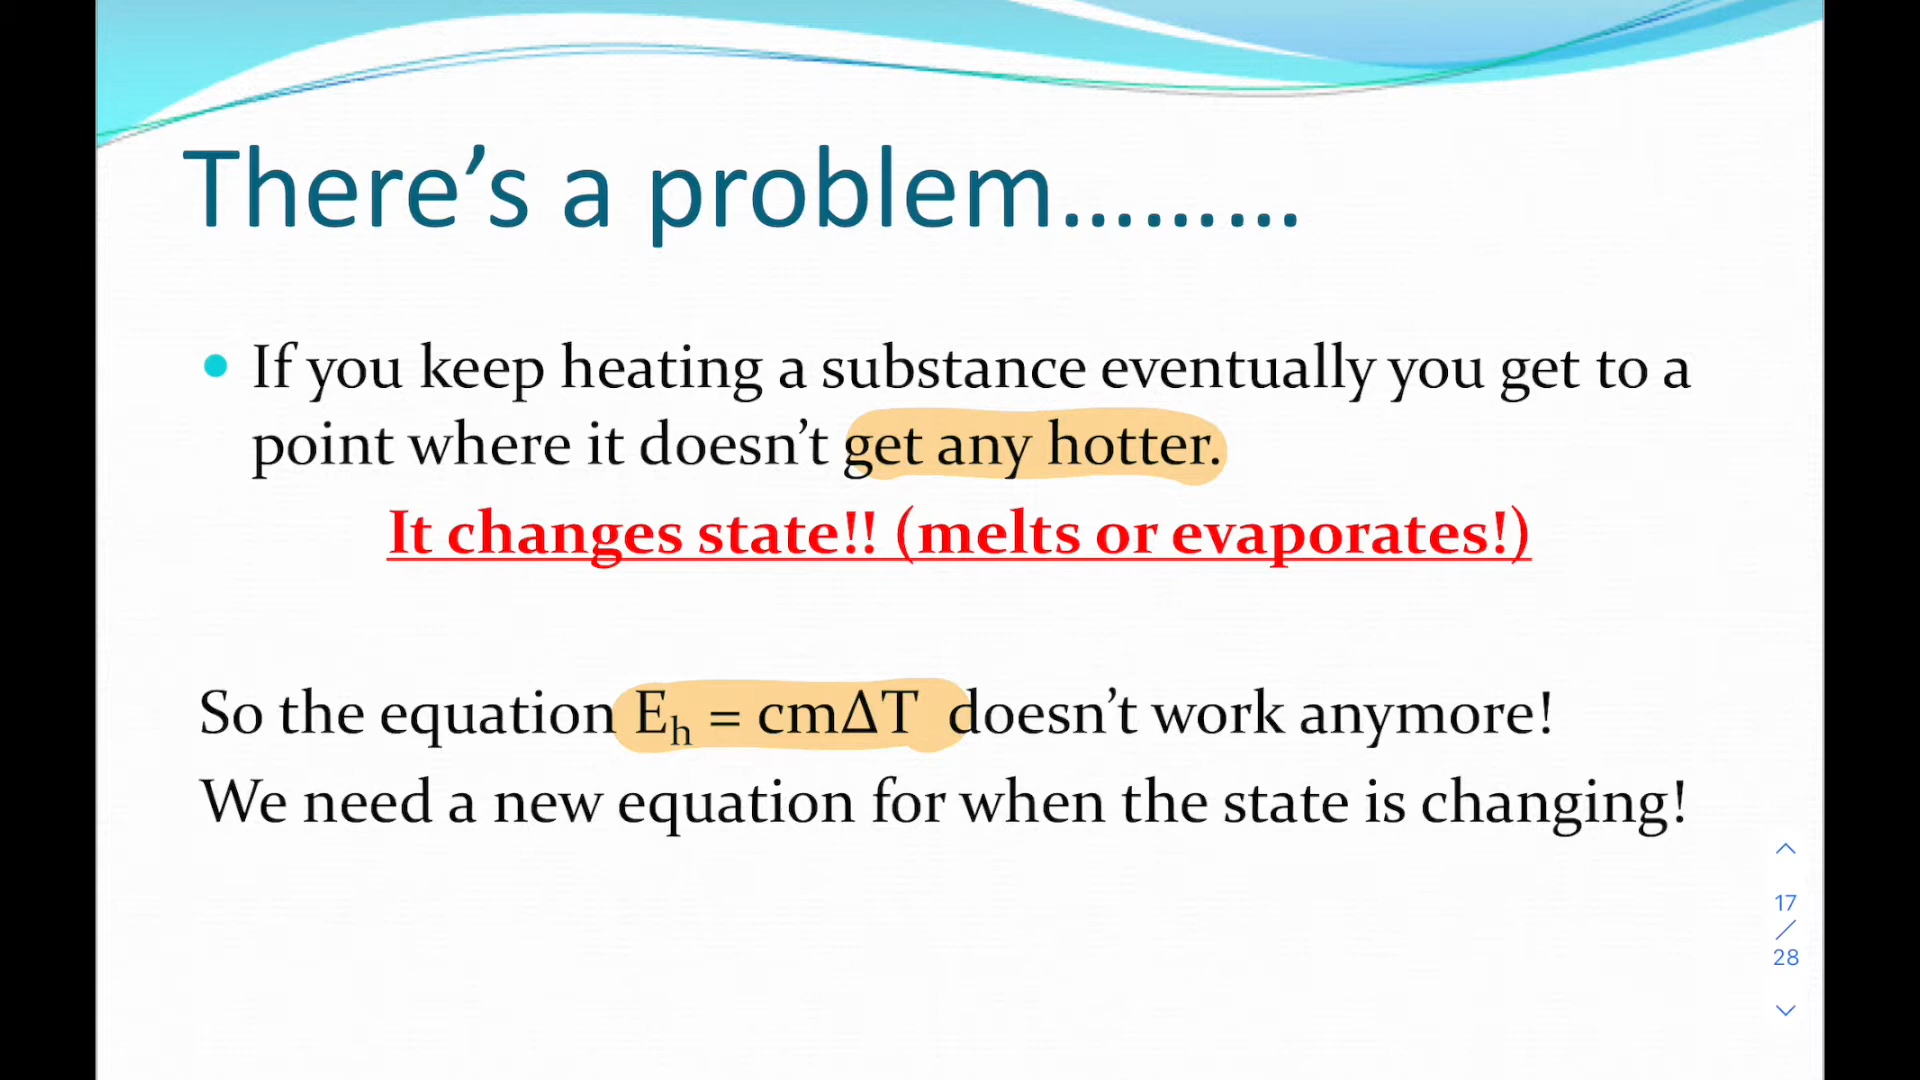 There’s a problem………
• If you keep heating a substance eventually you get to a
point where it doesn’t get any hotter.
It changes state!! (melts or evaporates!)
So the equation Eₕ = cmΔT doesn’t work anymore!
We need a new equation for when the state is changing!
17
/
28